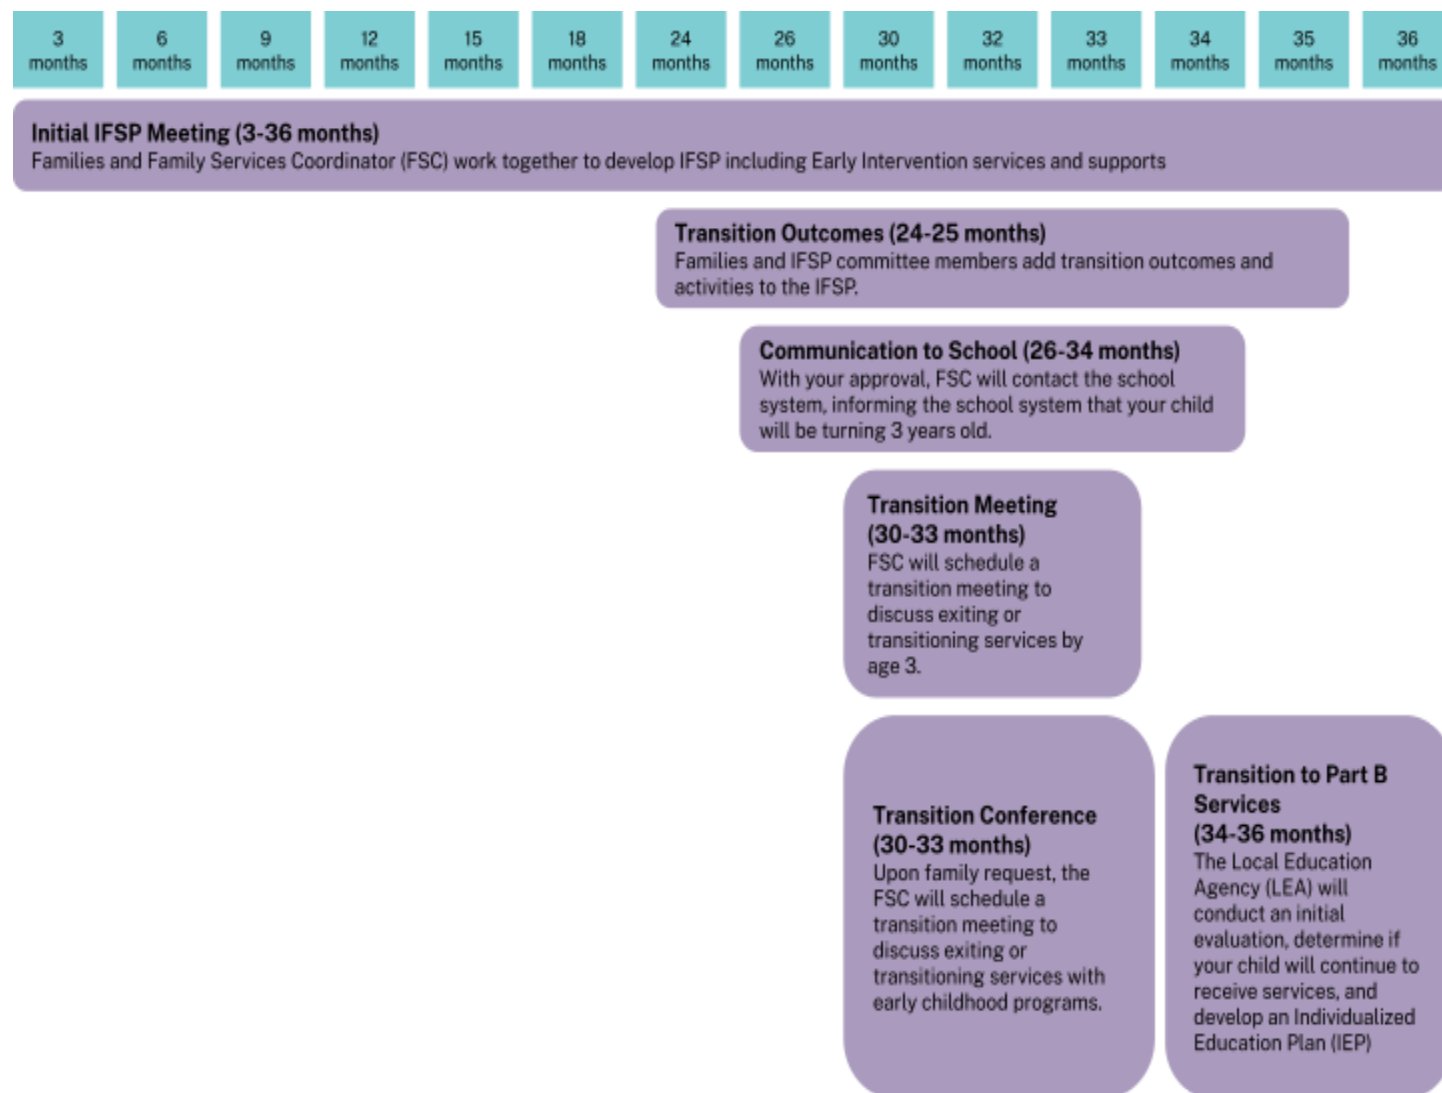 3 months
6 months
9 months
12 months
15 months
18 months
24 months
26 months
30 months
32 months
33 months
34 months
35 months
36 months
Initial IFSP Meeting (3-36 months)
Families and Family Services Coordinator (FSC) work together to develop IFSP including Early Intervention services and supports
Transition Outcomes (24-25 months)
Families and IFSP committee members add transition outcomes and
activities to the IFSP.
Communication to School (26-34 months)
With your approval, FSC will contact the school
system, informing the school system that your child
will be turning 3 years old.
Transition Meeting
(30-33 months)
FSC will schedule a
transition meeting to
discuss exiting or
transitioning services by
age 3.
Transition Conference
(30-33 months)
Upon family request, the
FSC will schedule a
transition meeting to
discuss exiting or
transitioning services with
early childhood programs.
Transition to Part B
Services
(34-36 months)
The Local Education
Agency (LEA) will
conduct an initial
evaluation, determine if
your child will continue to
receive services, and
develop an Individualized
Education Plan (IEP)